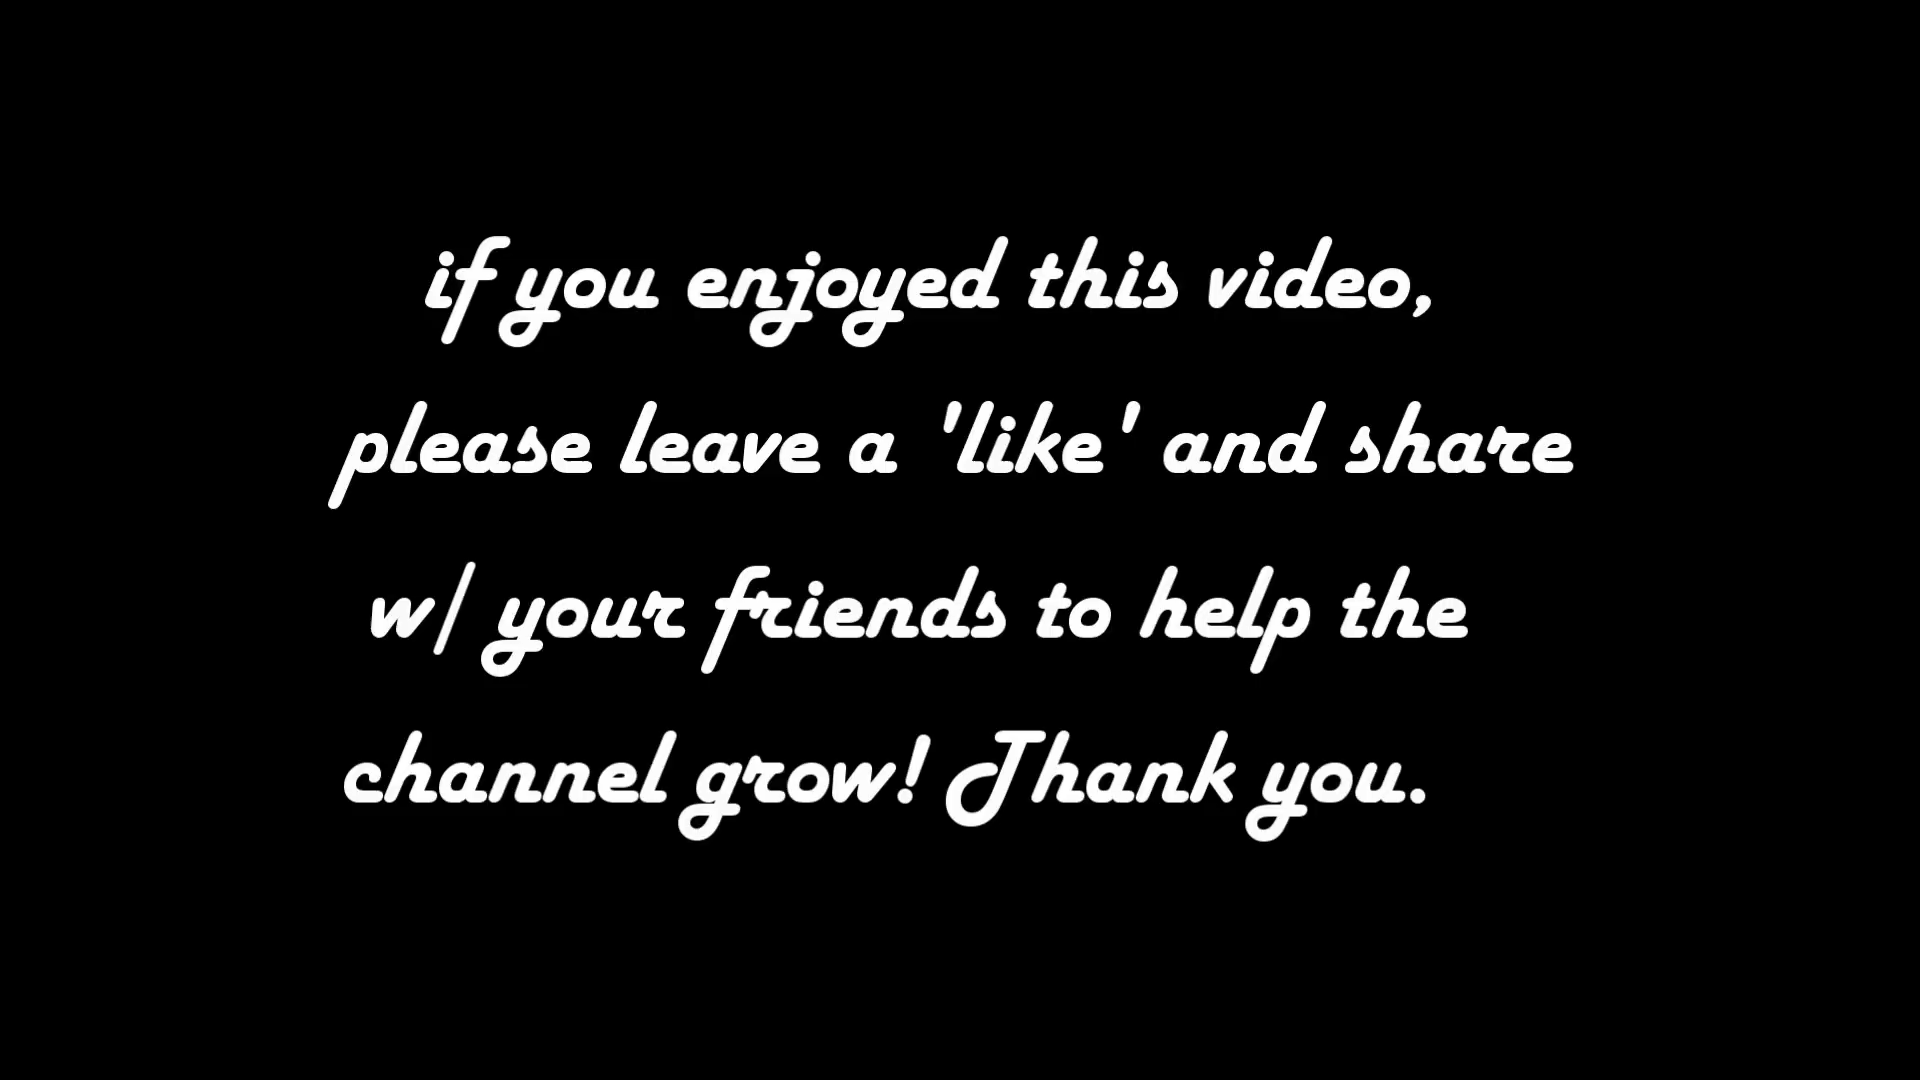 if you enjoyed this video,
please leave a 'like' and share
w/ your friends to help the
channel grow! Thank you.